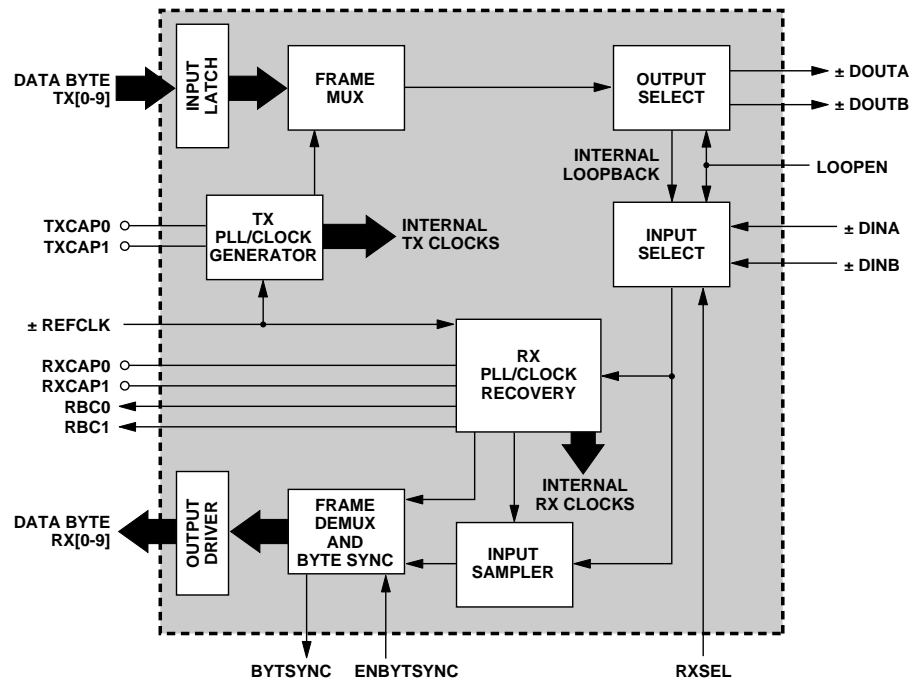 DATA BYTE
TX[0-9]
INPUT
LATCH
FRAME
MUX
OUTPUT
SELECT
± DOUTA
± DOUTB
INTERNAL
LOOPBACK
LOOPEN
TXCAP0
TXCAP1
TX
PLL/CLOCK
GENERATOR
INTERNAL
TX CLOCKS
INPUT
SELECT
± DINA
± DINB
± REFCLK
RXCAP0
RXCAP1
RBC0
RBC1
RX
PLL/CLOCK
RECOVERY
INTERNAL
RX CLOCKS
DATA BYTE
RX[0-9]
OUTPUT
DRIVER
FRAME
DEMUX
AND
BYTE SYNC
INPUT
SAMPLER
BYTSYNC
ENBYTSYNC
RXSEL